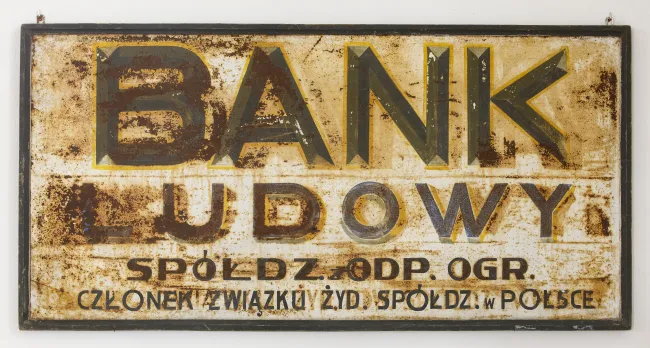 BANK
LUDOWY
SPÓŁDZ. z ODP. OGR.
CZŁONEK ZWIĄZKU ŻYD. SPÓŁDZ. w POLSCE